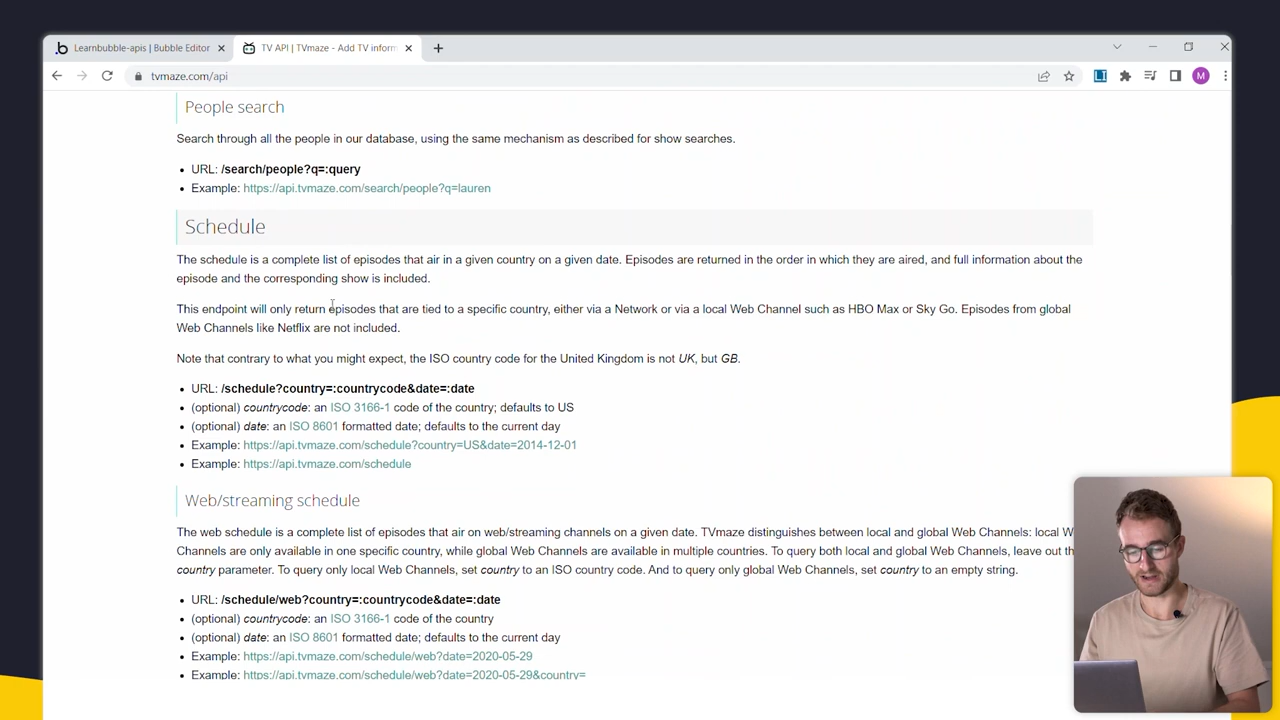 Learnbubble-apis | Bubble Editor
TV API | TVmaze - Add TV inform
tvmaze.com/api
M
People search
Search through all the people in our database, using the same mechanism as described for show searches.
URL: /search/people?q=:query
Example: https://api.tvmaze.com/search/people?q=lauren
Schedule
The schedule is a complete list of episodes that air in a given country on a given date. Episodes are returned in the order in which they are aired, and full information about the
episode and the corresponding show is included.
This endpoint will only return episodes that are tied to a specific country, either via a Network or via a local Web Channel such as HBO Max or Sky Go. Episodes from global
Web Channels like Netflix are not included.
Note that contrary to what you might expect, the ISO country code for the United Kingdom is not UK, but GB.
URL: /schedule?country=:countrycode&date=:date
(optional) countrycode: an ISO 3166-1 code of the country; defaults to US
(optional) date: an ISO 8601 formatted date; defaults to the current day
Example: https://api.tvmaze.com/schedule?country=US&date=2014-12-01
Example: https://api.tvmaze.com/schedule
Web/streaming schedule
The web schedule is a complete list of episodes that air on web/streaming channels on a given date. TVmaze distinguishes between local and global Web Channels: local W
Channels are only available in one specific country, while global Web Channels are available in multiple countries. To query both local and global Web Channels, leave out th
country parameter. To query only local Web Channels, set country to an ISO country code. And to query only global Web Channels, set country to an empty string.
URL: /schedule/web?country=:countrycode&date=:date
(optional) countrycode: an ISO 3166-1 code of the country
(optional) date: an ISO 8601 formatted date; defaults to the current day
Example: https://api.tvmaze.com/schedule/web?date=2020-05-29
Example: https://api.tvmaze.com/schedule/web?date=2020-05-29&country=